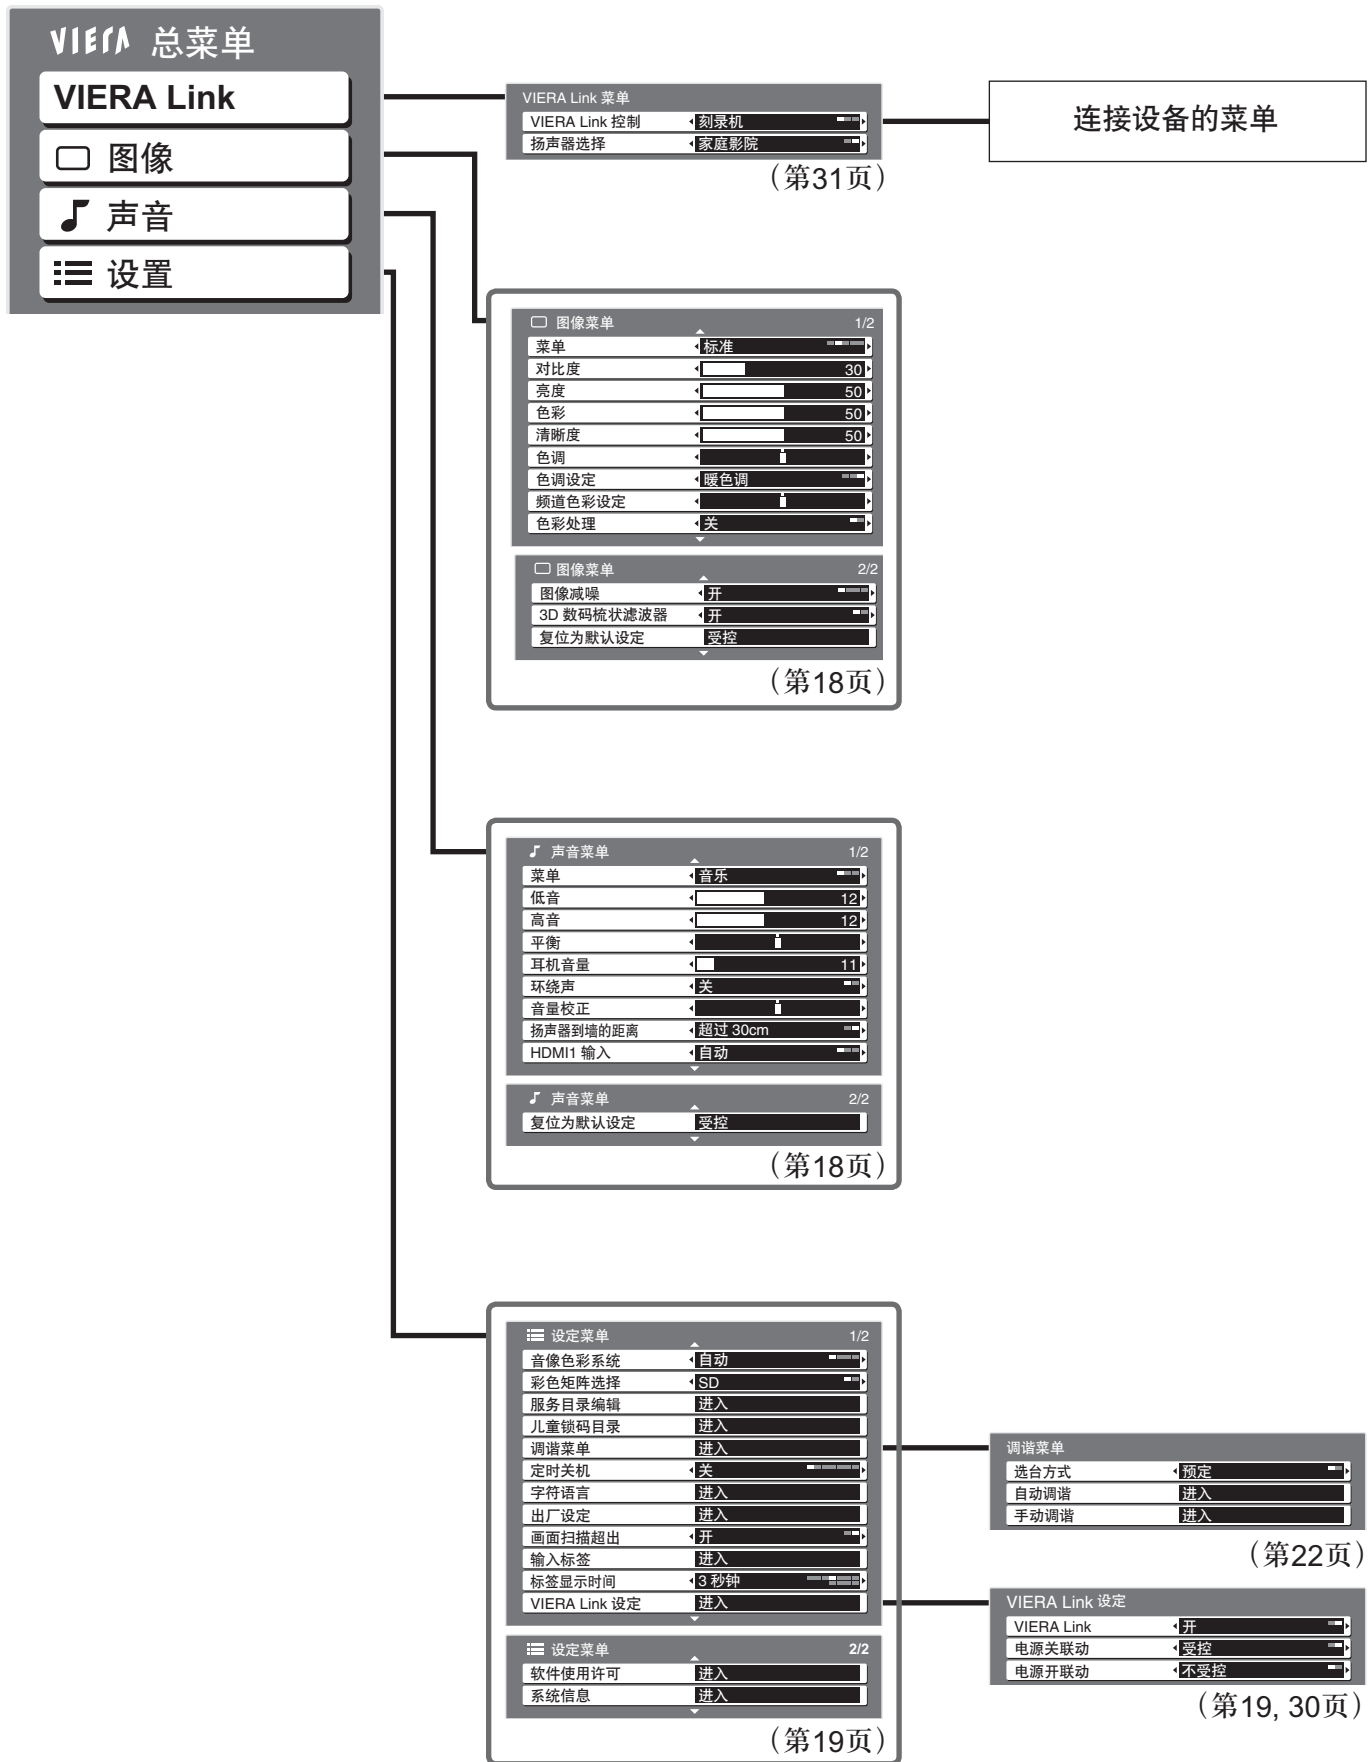 VIERA 总菜单
VIERA Link
图像
声音
设置
VIERA Link 菜单
VIERA Link 控制 刻录机
扬声器选择 家庭影院
(第31页)
连接设备的菜单
图像菜单 1/2
菜单 标准
对比度 30
亮度 50
色彩 50
清晰度 50
色调
色调设定 暖色调
频道色彩设定
色彩处理 关
图像菜单 2/2
图像减噪 开
3D 数码梳状滤波器 开
复位为默认设定 受控
(第18页)
声音菜单 1/2
菜单 音乐
低音 12
高音 12
平衡
耳机音量 11
环绕声 关
音量校正
扬声器到墙的距离 超过 30cm
HDMI1 输入 自动
声音菜单 2/2
复位为默认设定 受控
(第18页)
设定菜单 1/2
音像色彩系统 自动
彩色矩阵选择 SD
服务目录编辑 进入
儿童锁码目录 进入
调谐菜单 进入
定时关机 关
字符语言 进入
出厂设定 进入
画面扫描超出 开
输入标签 进入
标签显示时间 3 秒钟
VIERA Link 设定 进入
设定菜单 2/2
软件使用许可 进入
系统信息 进入
(第19页)
调谐菜单
选台方式 预定
自动调谐 进入
手动调谐 进入
(第22页)
VIERA Link 设定
VIERA Link 开
电源关联动 受控
电源开联动 不受控
(第19, 30页)